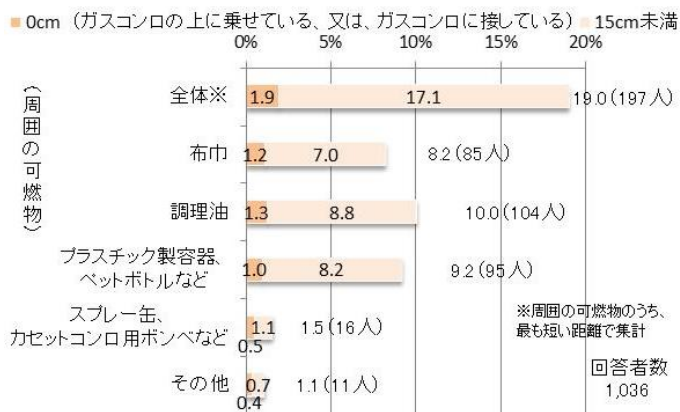 ■ 0cm (ガスコンロの上に乗せている、又は、ガスコンロに接している) ■ 15cm未満
0% 5% 10% 15% 20%
(周囲の可燃物)
全体※ 1.9 17.1 19.0(197人)
布巾 1.2 7.0 8.2(85人)
調理油 1.3 8.8 10.0(104人)
プラスチック製容器、
ペットボトルなど
1.0 8.2 9.2(95人)
スプレー缶、
カセットコンロ用ボンベなど
0.5 1.1 1.5(16人)
その他 0.4 0.7 1.1(11人)
※周囲の可燃物のうち、
最も短い距離で集計
回答者数
1,036